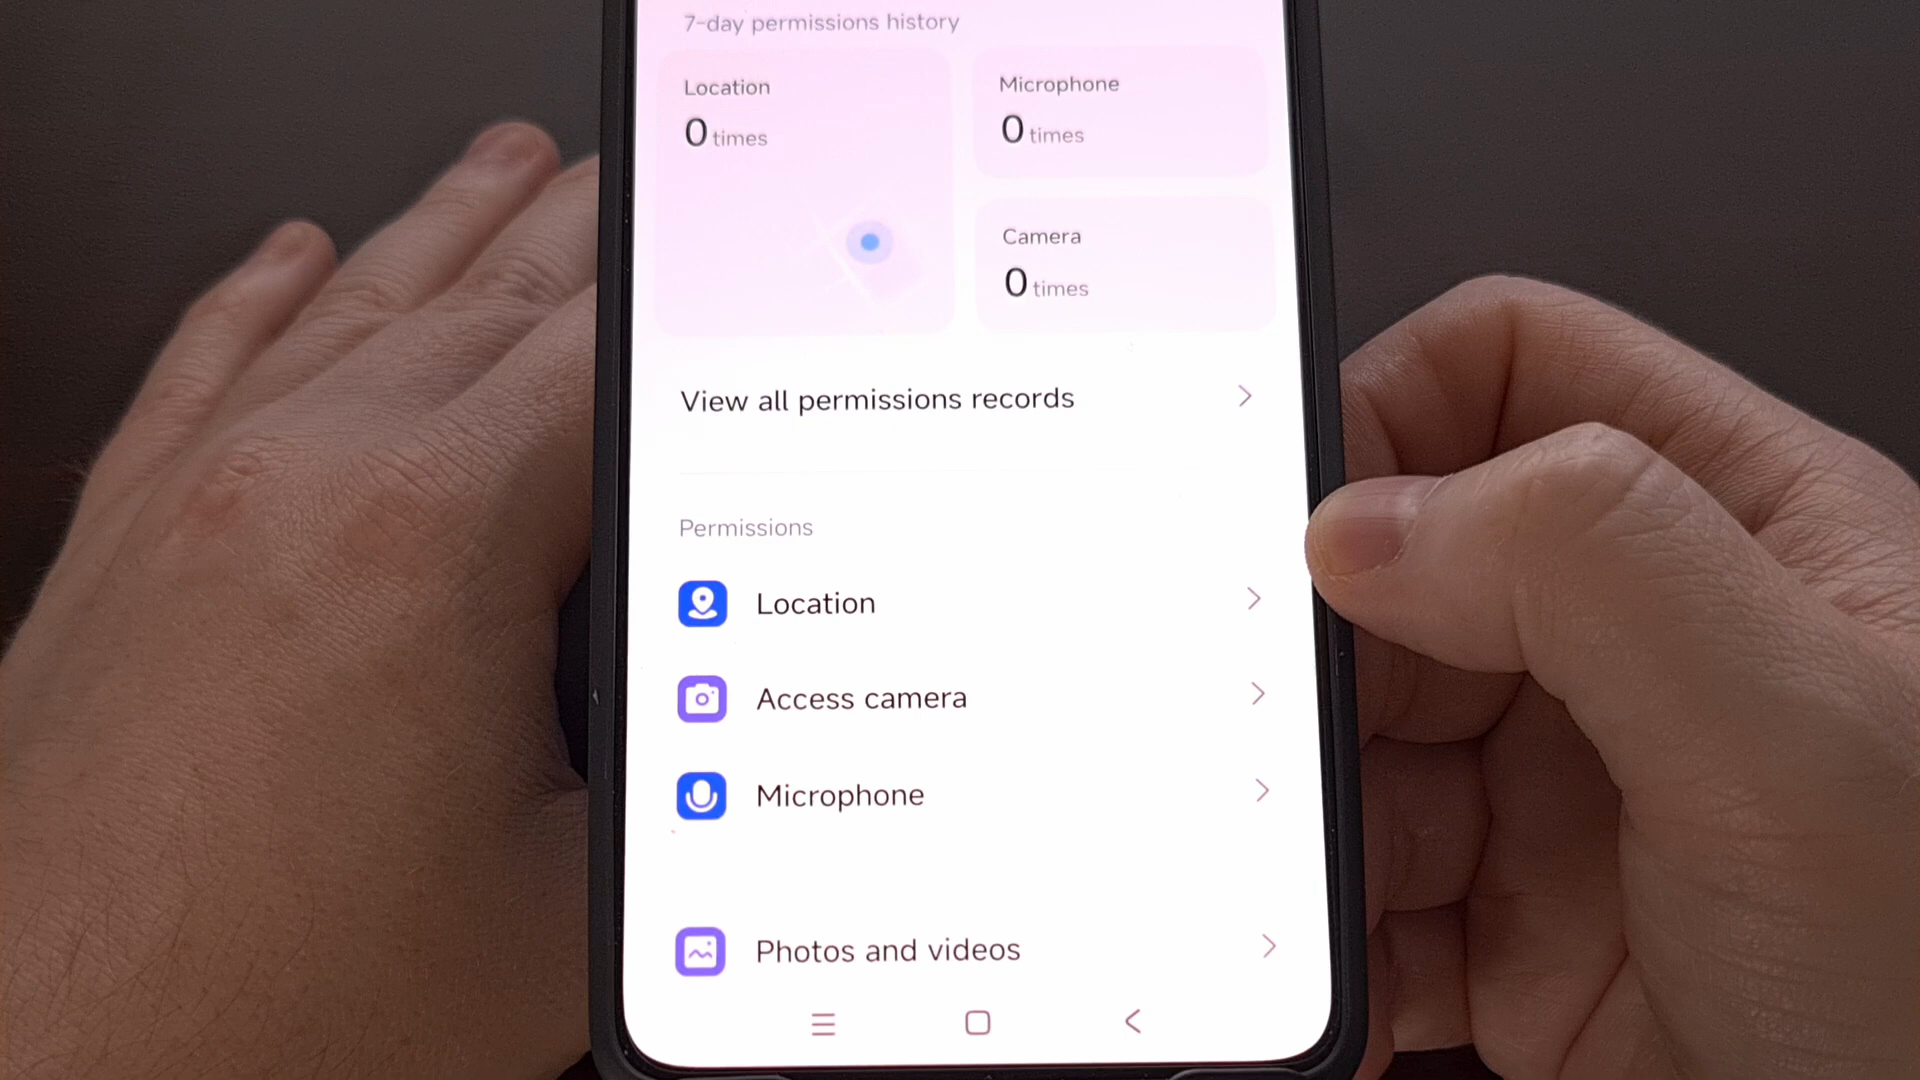 7-day permissions history
Location
0 times
Microphone
0 times
Camera
0 times
View all permissions records
Permissions
Location
Access camera
Microphone
Photos and videos